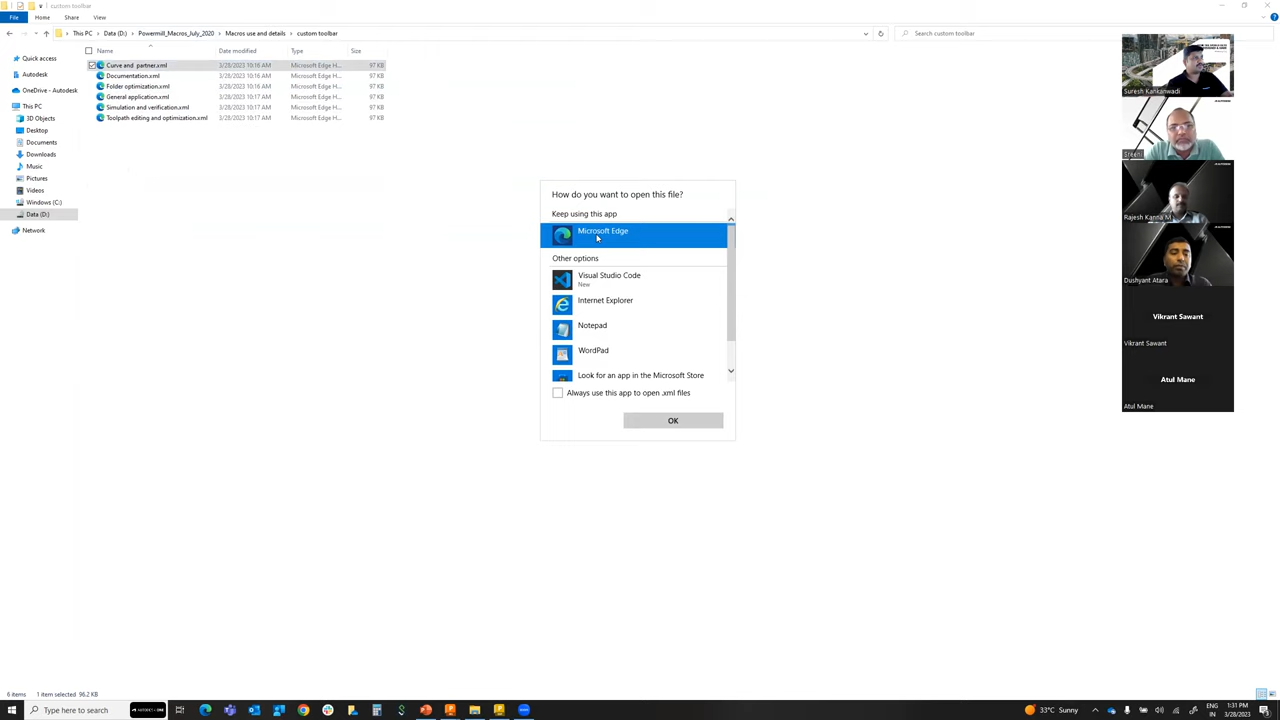 custom toolbar
File Home Share View
This PC > Data (D:) > Powermill_Macros_July_2020 > Macros use and details > custom toolbar
Search custom toolbar
Name Date modified Type Size
Curve and partner.xml 3/28/2023 10:16 AM Microsoft Edge H... 97 KB
Documentation.xml 3/28/2023 10:16 AM Microsoft Edge H... 97 KB
Folder optimization.xml 3/28/2023 10:16 AM Microsoft Edge H... 97 KB
General application.xml 3/28/2023 10:17 AM Microsoft Edge H... 97 KB
Simulation and verification.xml 3/28/2023 10:17 AM Microsoft Edge H... 97 KB
Toolpath editing and optimization.xml 3/28/2023 10:17 AM Microsoft Edge H... 97 KB
Quick access
Autodesk
OneDrive - Autodesk
This PC
3D Objects
Desktop
Documents
Downloads
Music
Pictures
Videos
Windows (C:)
Data (D:)
Network
How do you want to open this file?
Keep using this app
Microsoft Edge
Other options
Visual Studio Code
New
Internet Explorer
Notepad
WordPad
Look for an app in the Microsoft Store
Always use this app to open .xml files
OK
Suresh Kankanwadi
Sreeni
Rajesh Kanna M
Dushyant Atara
Vikrant Sawant
Vikrant Sawant
Atul Mane
Atul Mane
6 items 1 item selected 96.2 KB
Type here to search
33°C Sunny
ENG
IN
1:31 PM
3/28/2023